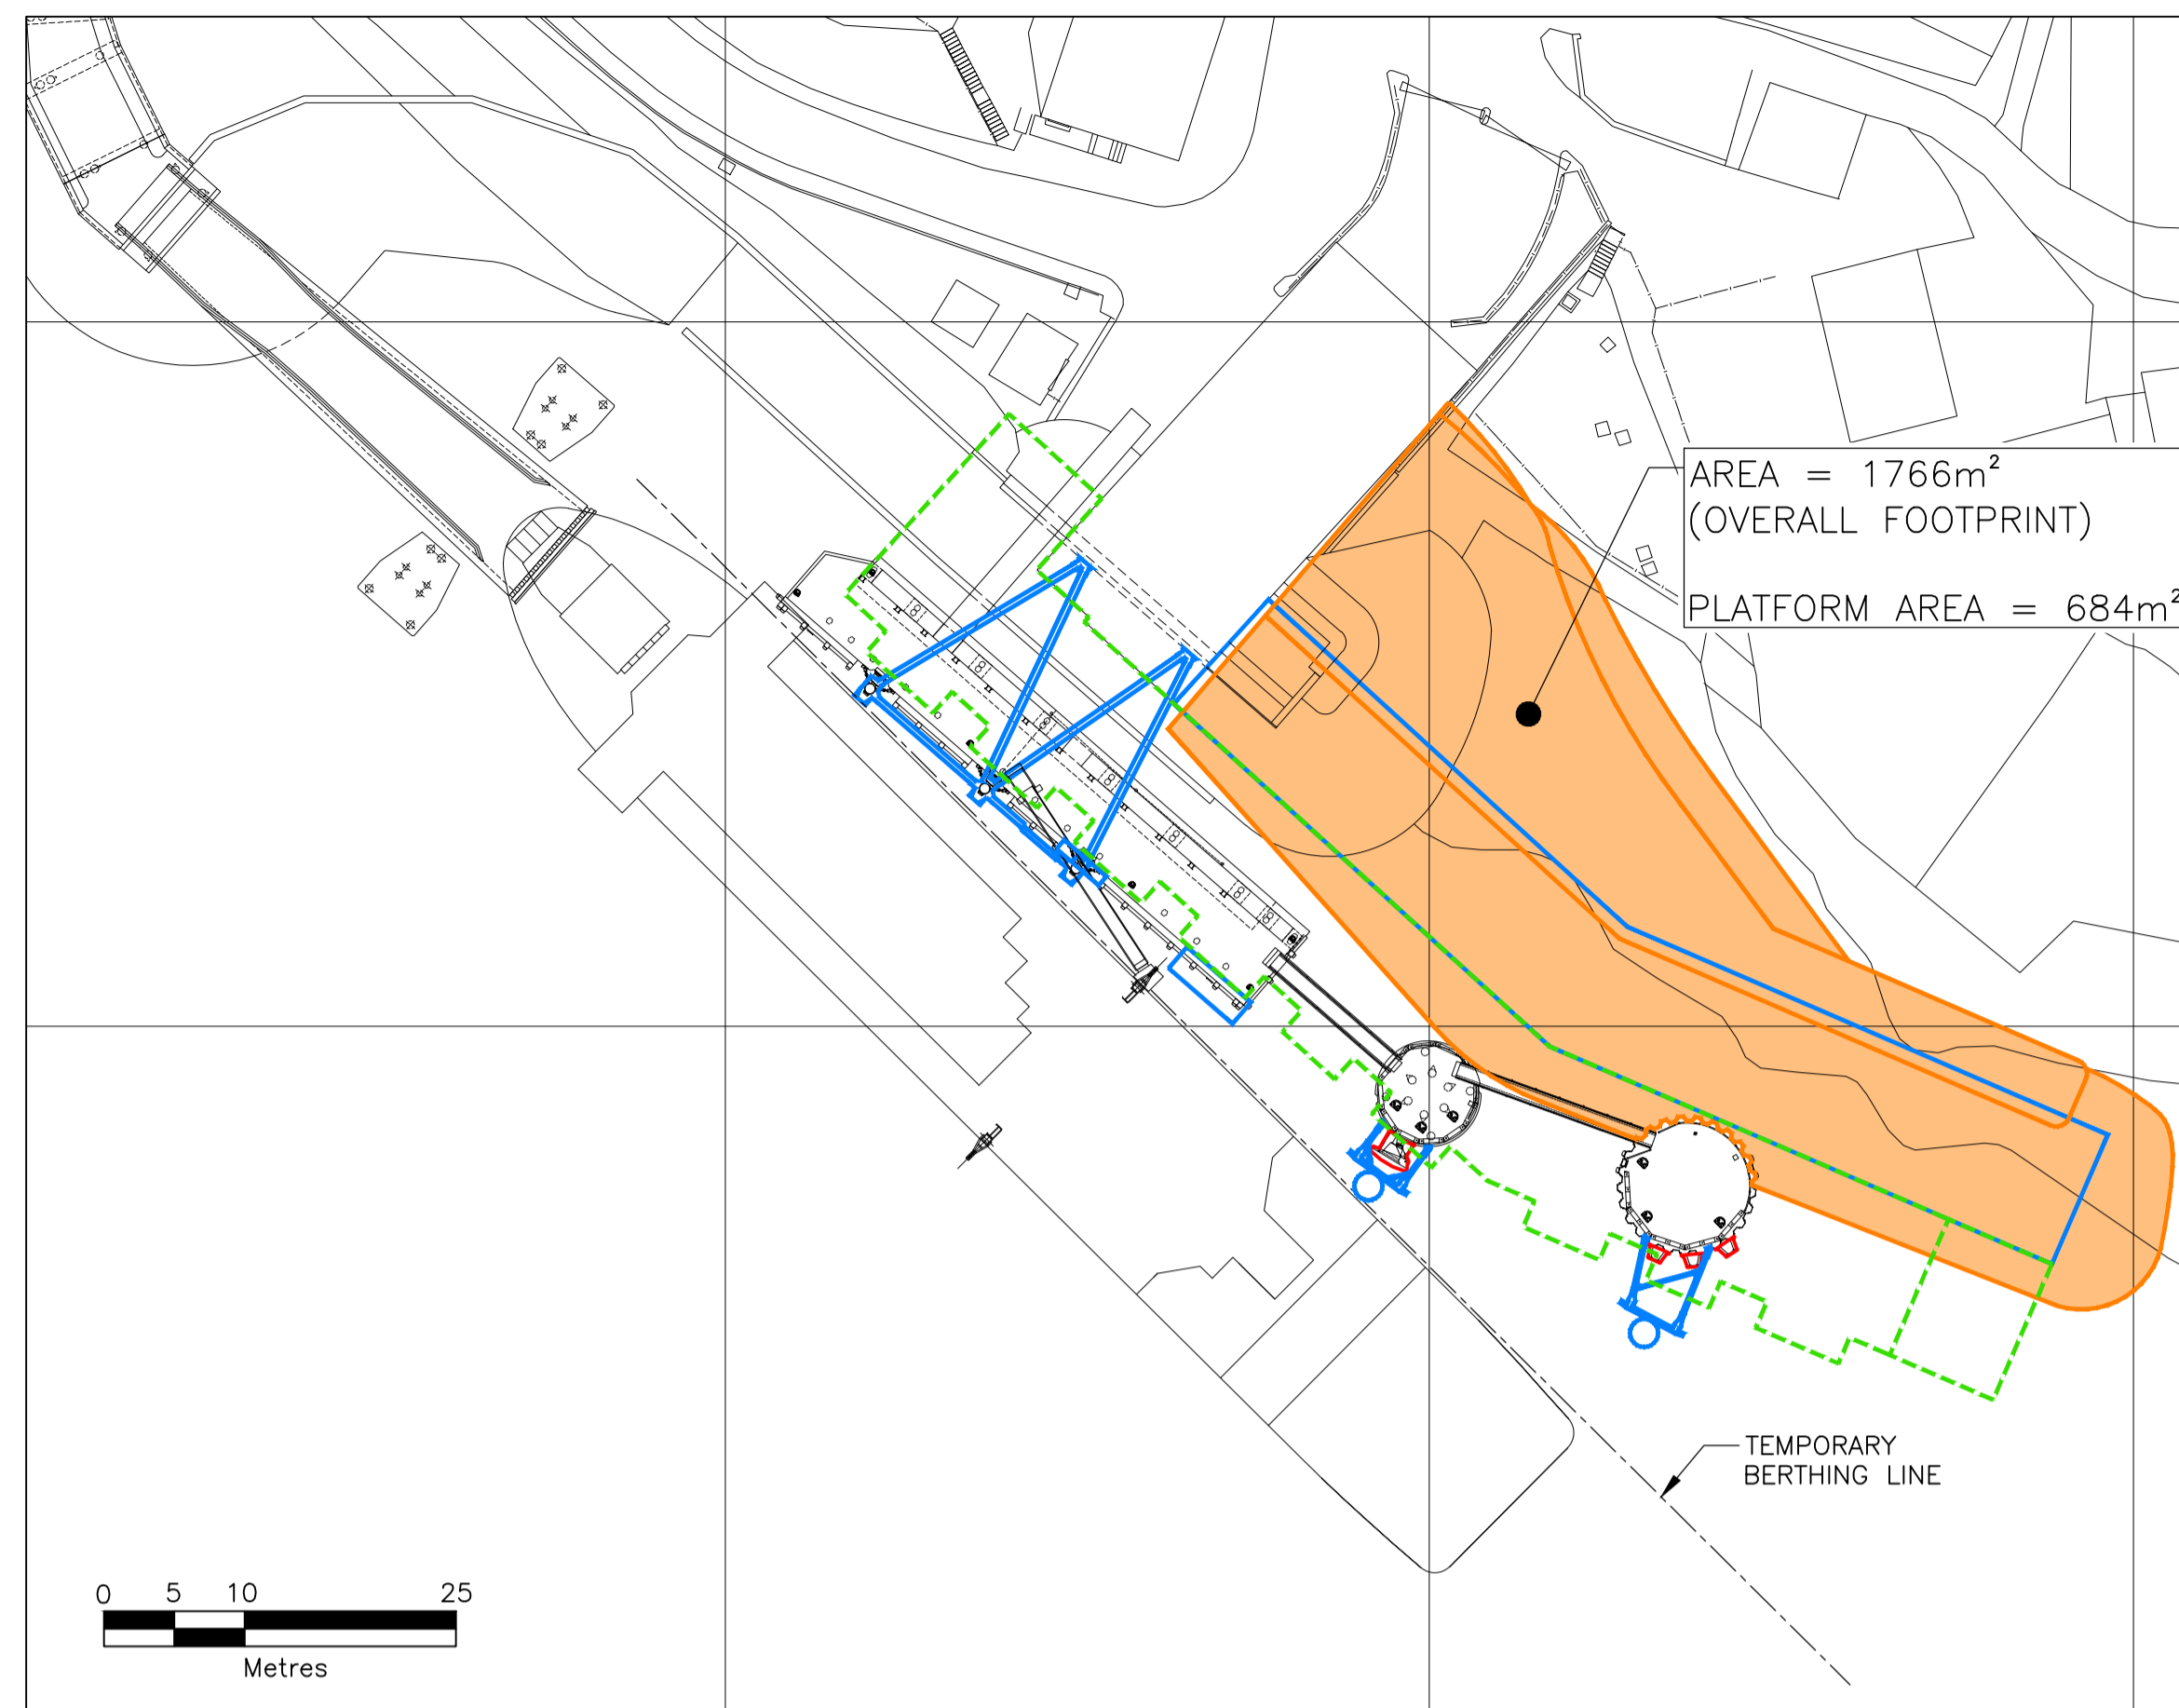 AREA = 1766m²
(OVERALL FOOTPRINT)
PLATFORM AREA = 684m²
TEMPORARY
BERTHING LINE
0 5 10 25
Metres